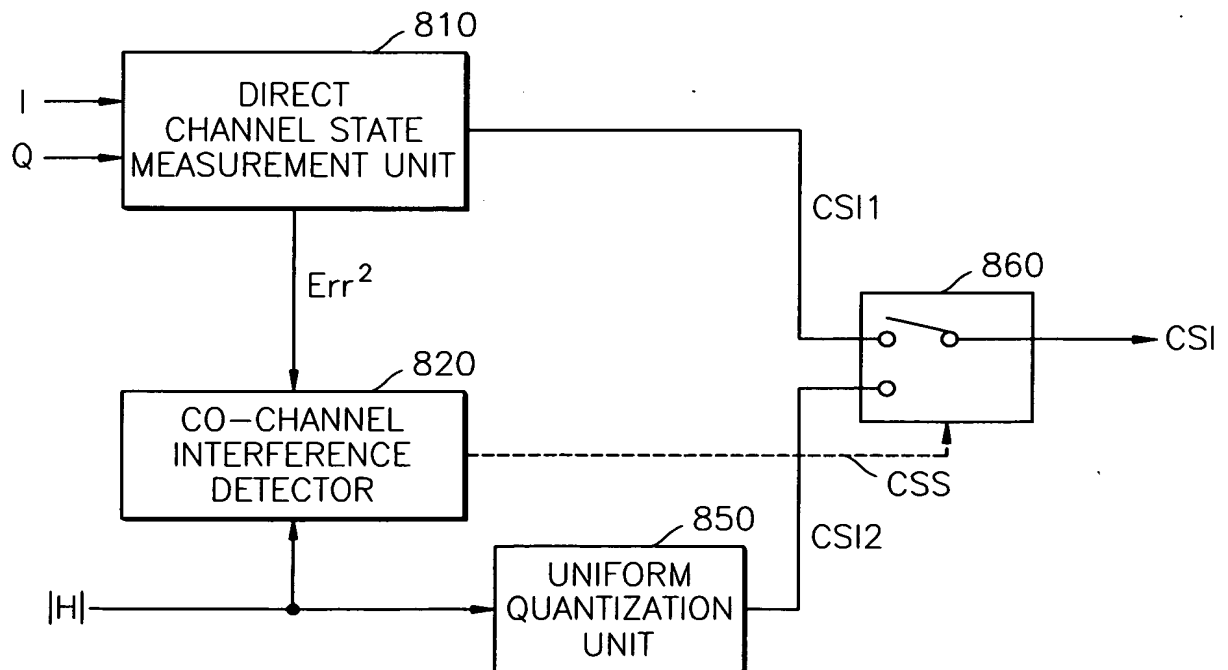 810
I
Q
DIRECT
CHANNEL STATE
MEASUREMENT UNIT
CSI1
Err²
860
CSI
820
CO-CHANNEL
INTERFERENCE
DETECTOR
CSS
850
CSI2
|H|
UNIFORM
QUANTIZATION
UNIT